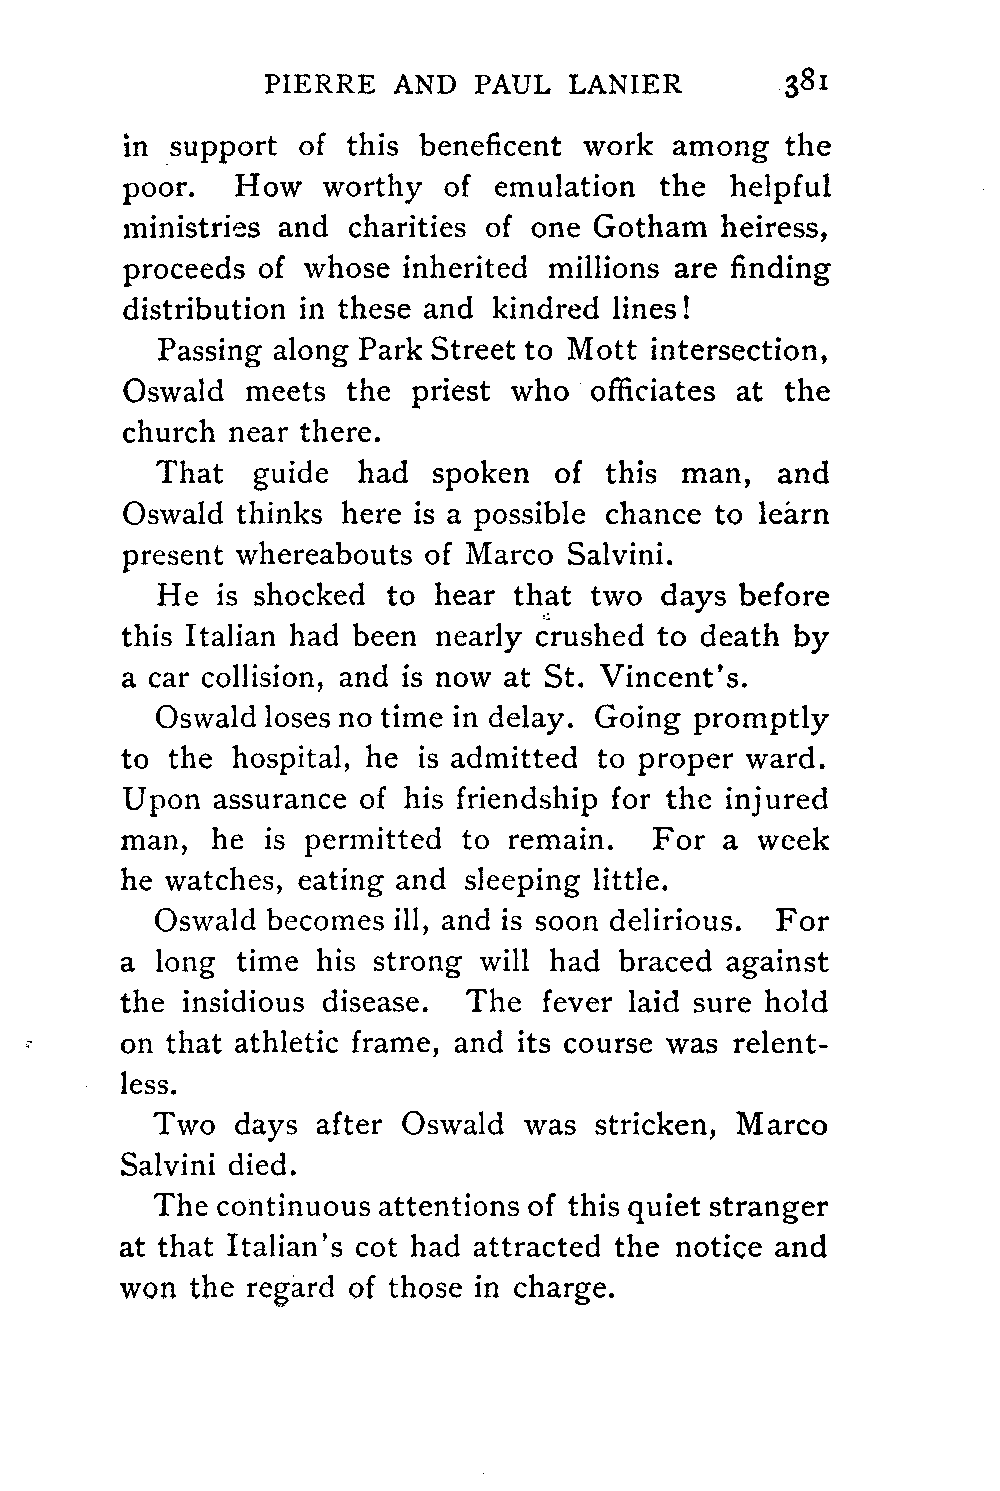 PIERRE AND PAUL LANIER 381
in support of this beneficent work among the
poor. How worthy of emulation the helpful
ministries and charities of one Gotham heiress,
proceeds of whose inherited millions are finding
distribution in these and kindred lines!
Passing along Park Street to Mott intersection,
Oswald meets the priest who officiates at the
church near there.
That guide had spoken of this man, and
Oswald thinks here is a possible chance to learn
present whereabouts of Marco Salvini.
He is shocked to hear that two days before
this Italian had been nearly crushed to death by
a car collision, and is now at St. Vincent's.
Oswald loses no time in delay. Going promptly
to the hospital, he is admitted to proper ward.
Upon assurance of his friendship for the injured
man, he is permitted to remain. For a week
he watches, eating and sleeping little.
Oswald becomes ill, and is soon delirious. For
a long time his strong will had braced against
the insidious disease. The fever laid sure hold
on that athletic frame, and its course was relent-
less.
Two days after Oswald was stricken, Marco
Salvini died.
The continuous attentions of this quiet stranger
at that Italian's cot had attracted the notice and
won the regard of those in charge.